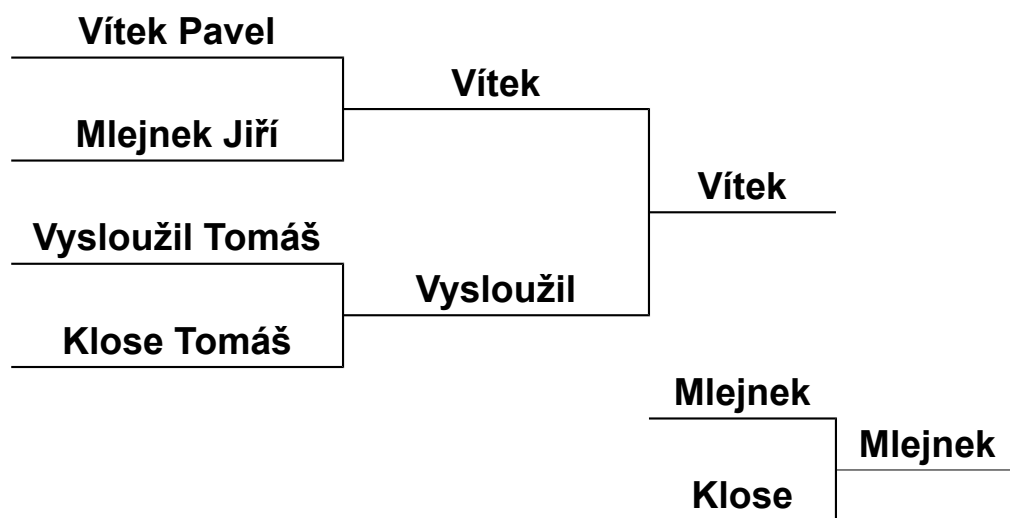 Vítek Pavel
Vítek
Mlejnek Jiří
Vítek
Vysloužil Tomáš
Vysloužil
Klose Tomáš
Mlejnek
Mlejnek
Klose